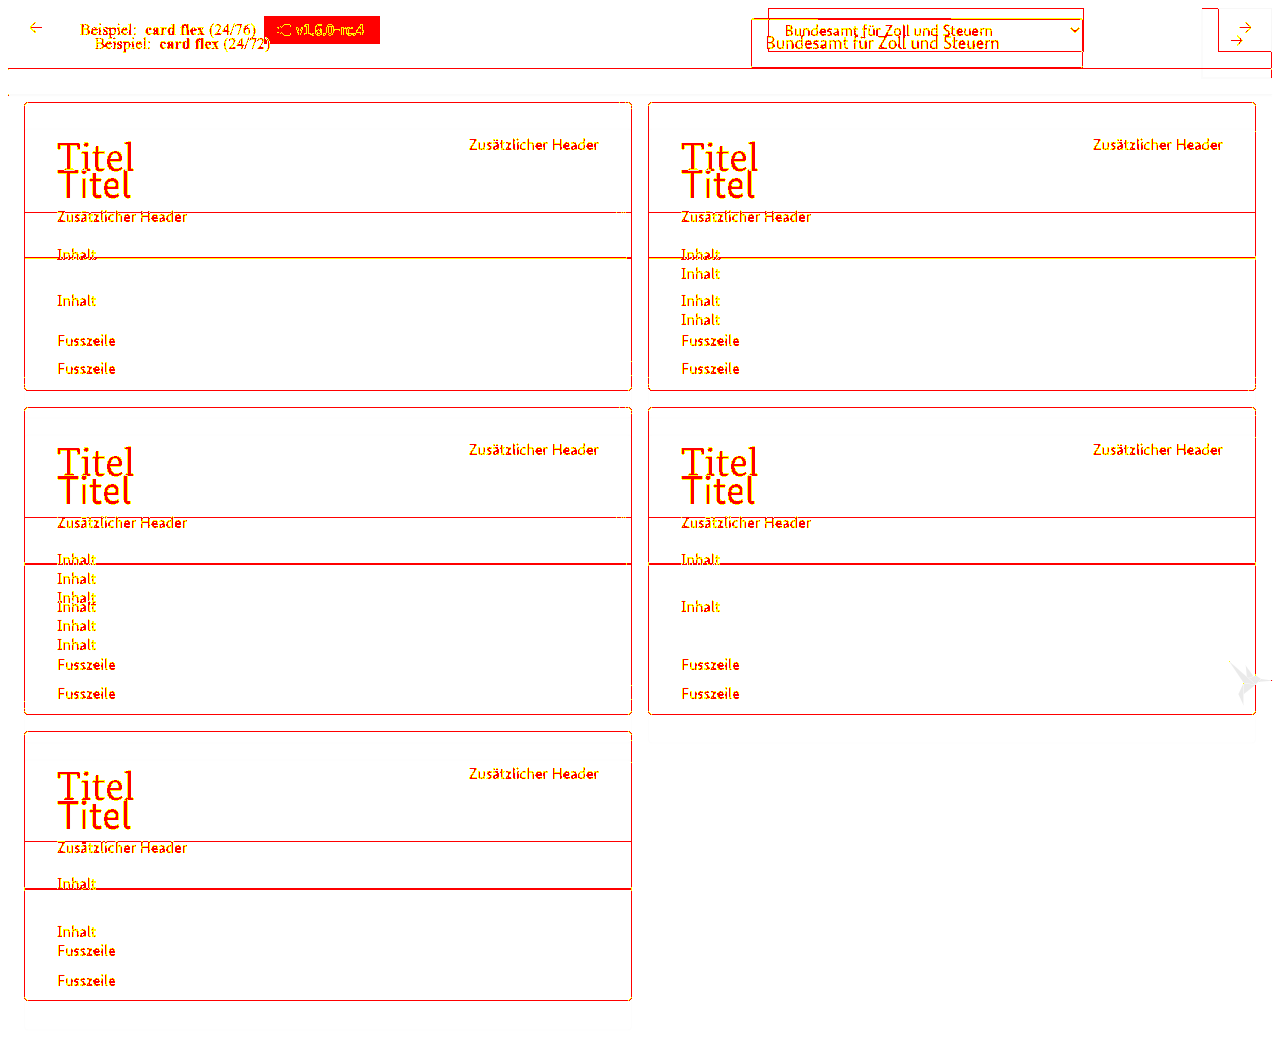 Beispiel: card flex (24/76) v1.6.0-rc.4 Bundesamt für Zoll und Steuern
Beispiel: card flex (24/72) Bundesamt für Zoll und Steuern
Titel Zusätzlicher Header
Titel
Zusätzlicher Header
Inhalt
Inhalt
Fusszeile
Fusszeile
Titel Zusätzlicher Header
Titel
Zusätzlicher Header
Inhalt
Inhalt
Inhalt
Inhalt
Fusszeile
Fusszeile
Titel Zusätzlicher Header
Titel
Zusätzlicher Header
Inhalt
Inhalt
Inhalt
Inhalt
Inhalt
Inhalt
Fusszeile
Fusszeile
Titel Zusätzlicher Header
Titel
Zusätzlicher Header
Inhalt
Inhalt
Fusszeile
Fusszeile
Titel Zusätzlicher Header
Titel
Zusätzlicher Header
Inhalt
Inhalt
Fusszeile
Fusszeile